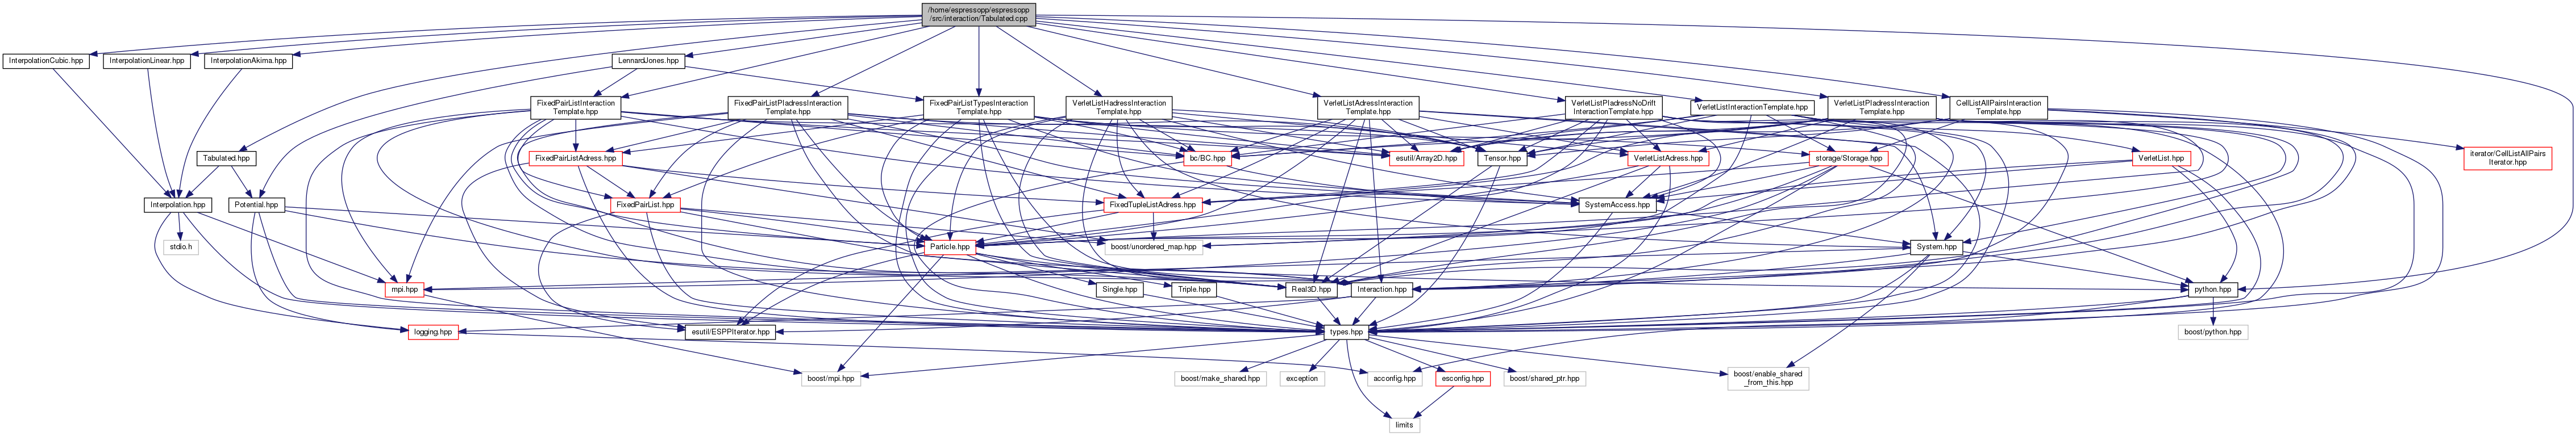 /home/espressopp/espressopp
/src/interaction/Tabulated.cpp
InterpolationCubic.hpp
InterpolationLinear.hpp
InterpolationAkima.hpp
LennardJones.hpp
FixedPairListInteraction
Template.hpp
FixedPairListPIadressInteraction
Template.hpp
FixedPairListTypesInteraction
Template.hpp
VerletListHadressInteraction
Template.hpp
VerletListAdressInteraction
Template.hpp
VerletListPIadressNoDrift
InteractionTemplate.hpp
VerletListInteractionTemplate.hpp
VerletListPIadressInteraction
Template.hpp
CellListAllPairsInteraction
Template.hpp
Tabulated.hpp
FixedPairListAdress.hpp
bc/BC.hpp
esutil/Array2D.hpp
Tensor.hpp
VerletListAdress.hpp
storage/Storage.hpp
VerletList.hpp
iterator/CellListAllPairs
Iterator.hpp
Interpolation.hpp
Potential.hpp
FixedPairList.hpp
FixedTupleListAdress.hpp
SystemAccess.hpp
stdio.h
Particle.hpp
boost/unordered_map.hpp
System.hpp
mpi.hpp
Single.hpp
Triple.hpp
Real3D.hpp
Interaction.hpp
python.hpp
logging.hpp
esutil/ESPPIterator.hpp
types.hpp
boost/python.hpp
boost/mpi.hpp
boost/make_shared.hpp
exception
acconfig.hpp
esconfig.hpp
boost/shared_ptr.hpp
boost/enable_shared
_from_this.hpp
limits